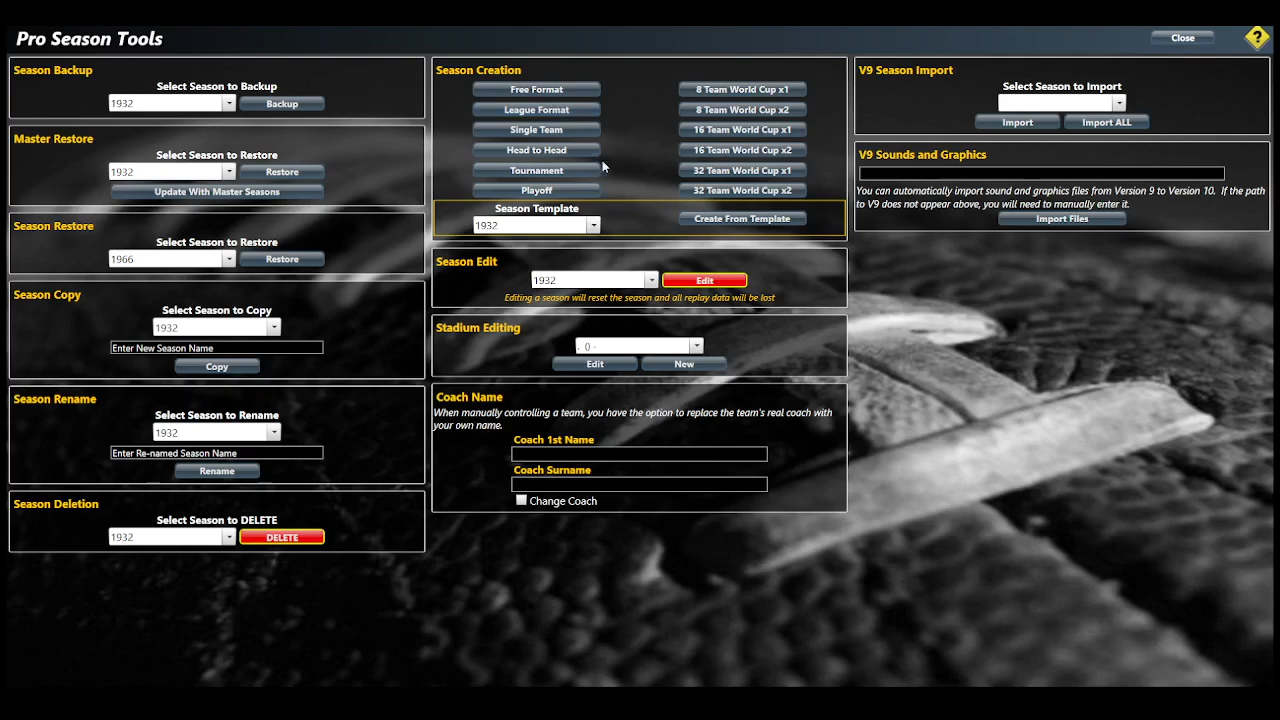 Pro Season Tools
Close
?
Season Backup
Select Season to Backup
1932
Backup
Master Restore
Select Season to Restore
1932
Restore
Update With Master Seasons
Season Restore
Select Season to Restore
1966
Restore
Season Copy
Select Season to Copy
1932
Enter New Season Name
Copy
Season Rename
Select Season to Rename
1932
Enter Re-named Season Name
Rename
Season Deletion
Select Season to DELETE
1932
DELETE
Season Creation
Free Format
8 Team World Cup x1
League Format
8 Team World Cup x2
Single Team
16 Team World Cup x1
Head to Head
16 Team World Cup x2
Tournament
32 Team World Cup x1
Playoff
32 Team World Cup x2
Season Template
1932
Create From Template
Season Edit
1932
Edit
Editing a season will reset the season and all replay data will be lost
Stadium Editing
. () -
Edit
New
Coach Name
When manually controlling a team, you have the option to replace the team's real coach with
your own name.
Coach 1st Name
Coach Surname
Change Coach
V9 Season Import
Select Season to Import
Import
Import ALL
V9 Sounds and Graphics
You can automatically import sound and graphics files from Version 9 to Version 10. If the path
to V9 does not appear above, you will need to manually enter it.
Import Files